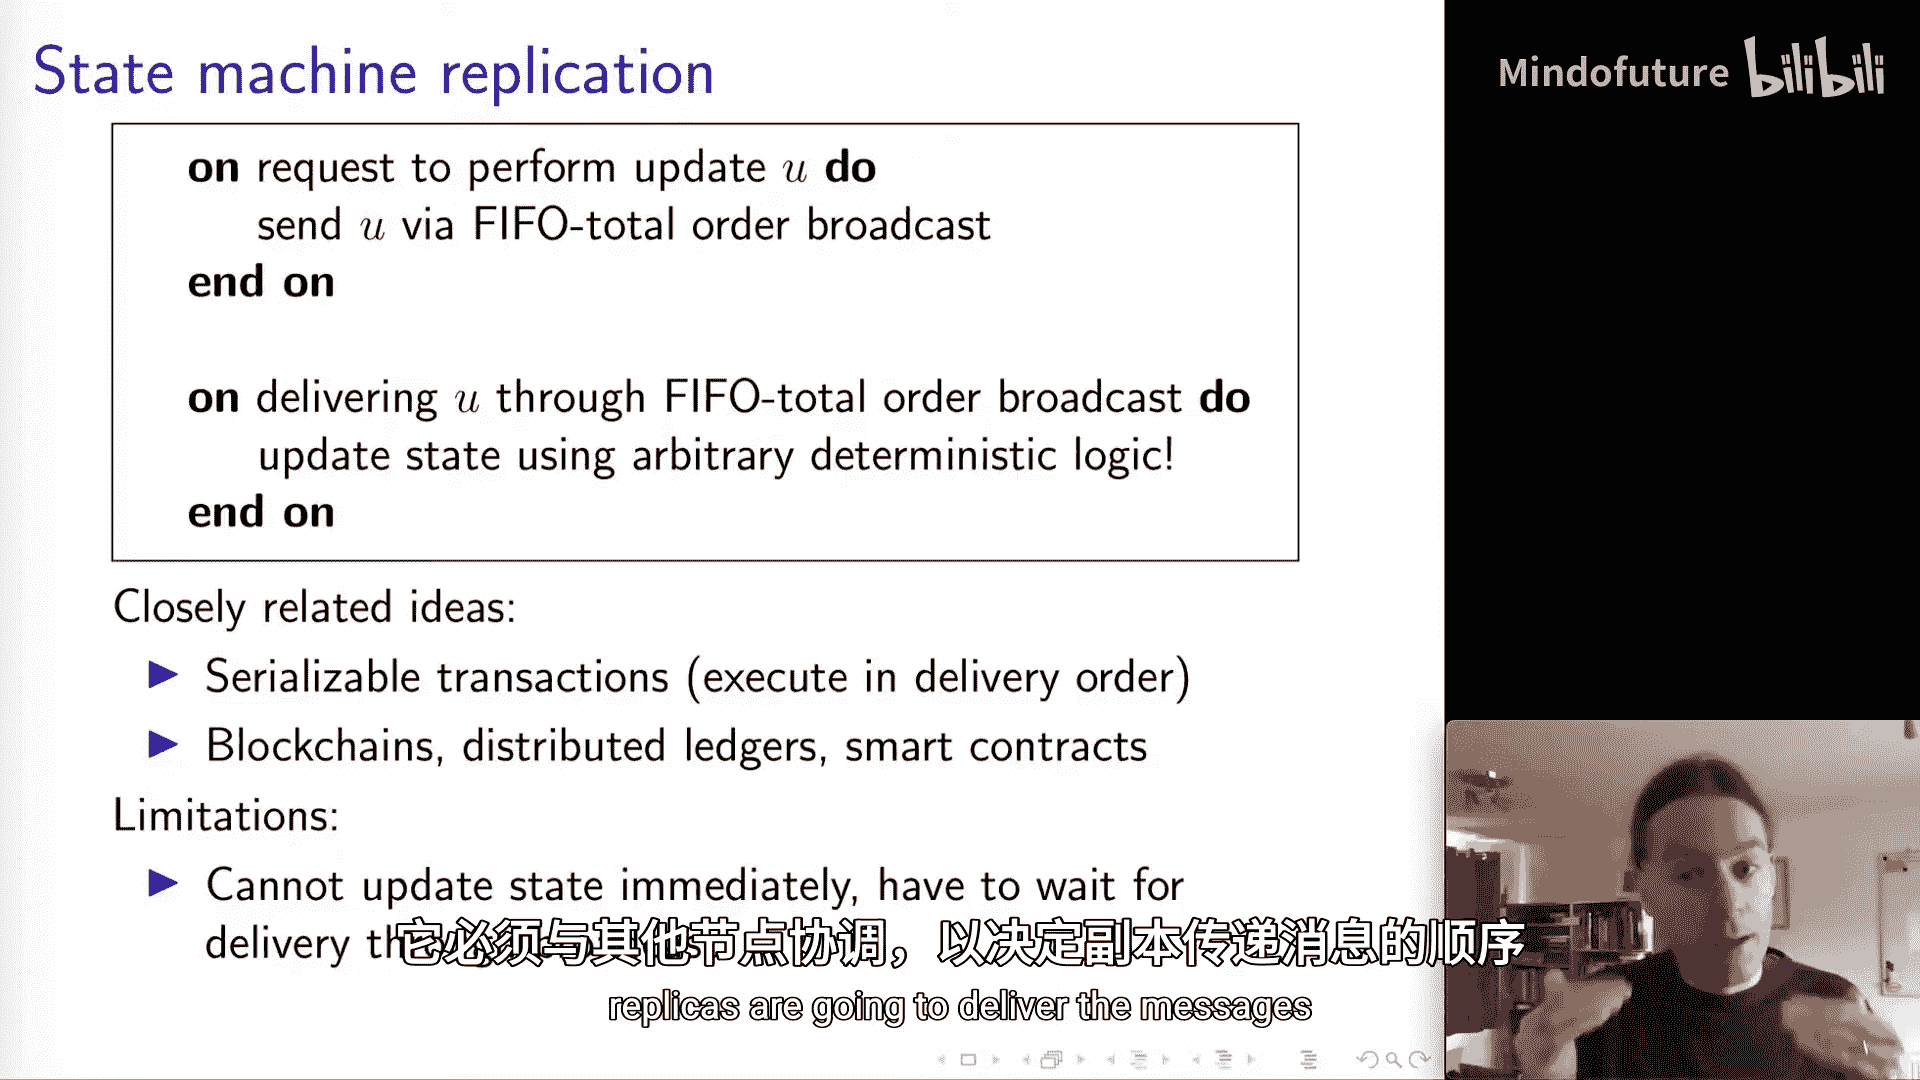 State machine replication
Mindofuture bilibili
on request to perform update u do
send u via FIFO-total order broadcast
end on
on delivering u through FIFO-total order broadcast do
update state using arbitrary deterministic logic!
end on
Closely related ideas:
Serializable transactions (execute in delivery order)
Blockchains, distributed ledgers, smart contracts
Limitations:
Cannot update state immediately, have to wait for
delivery
它必须与其他节点协调，以决定副本传递消息的顺序
replicas are going to deliver the messages